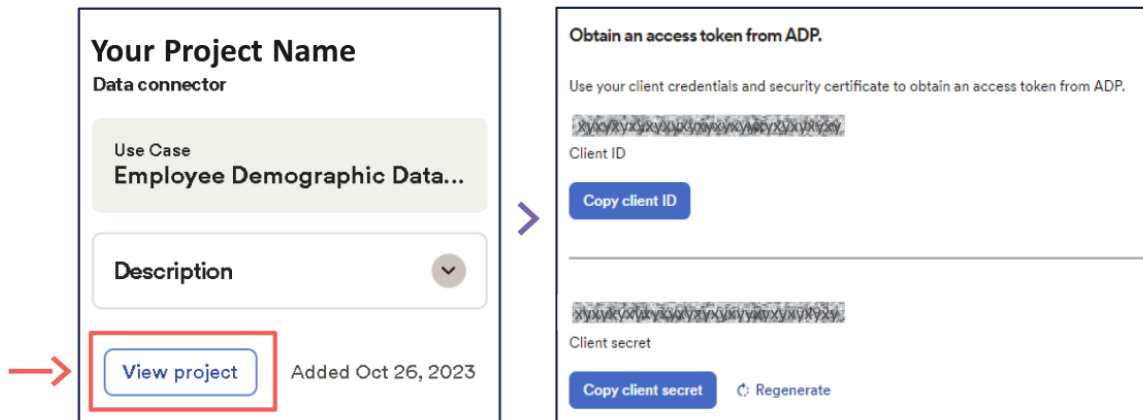 Your Project Name
Data connector
Use Case
Employee Demographic Data...
Description
View project
Added Oct 26, 2023
Obtain an access token from ADP.
Use your client credentials and security certificate to obtain an access token from ADP.
Client ID
Copy client ID
Client secret
Copy client secret
Regenerate